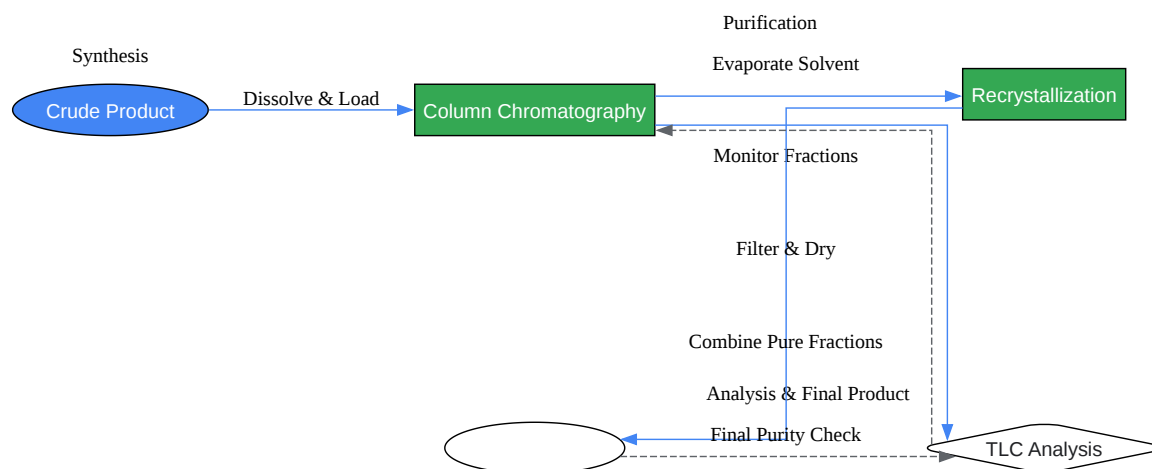 Purification
Synthesis
Evaporate Solvent
Crude Product
Dissolve & Load
Column Chromatography
Recrystallization
Monitor Fractions
Filter & Dry
Combine Pure Fractions
Analysis & Final Product
Final Purity Check
TLC Analysis